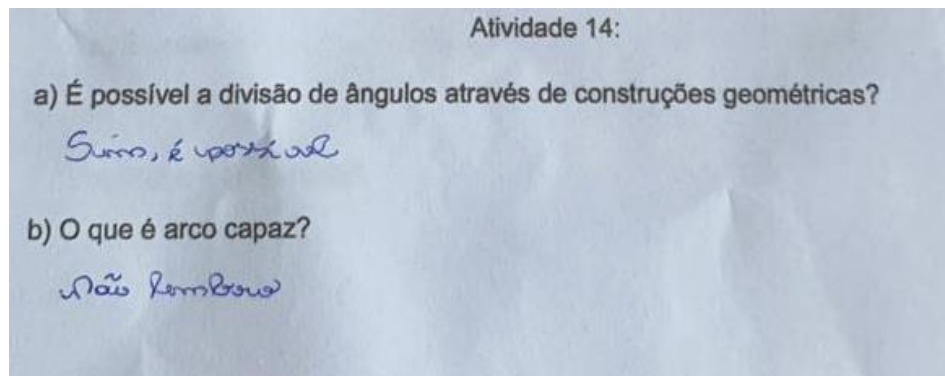 Atividade 14:
a) É possível a divisão de ângulos através de construções geométricas?
Sim, é possível
b) O que é arco capaz?
Não lembro